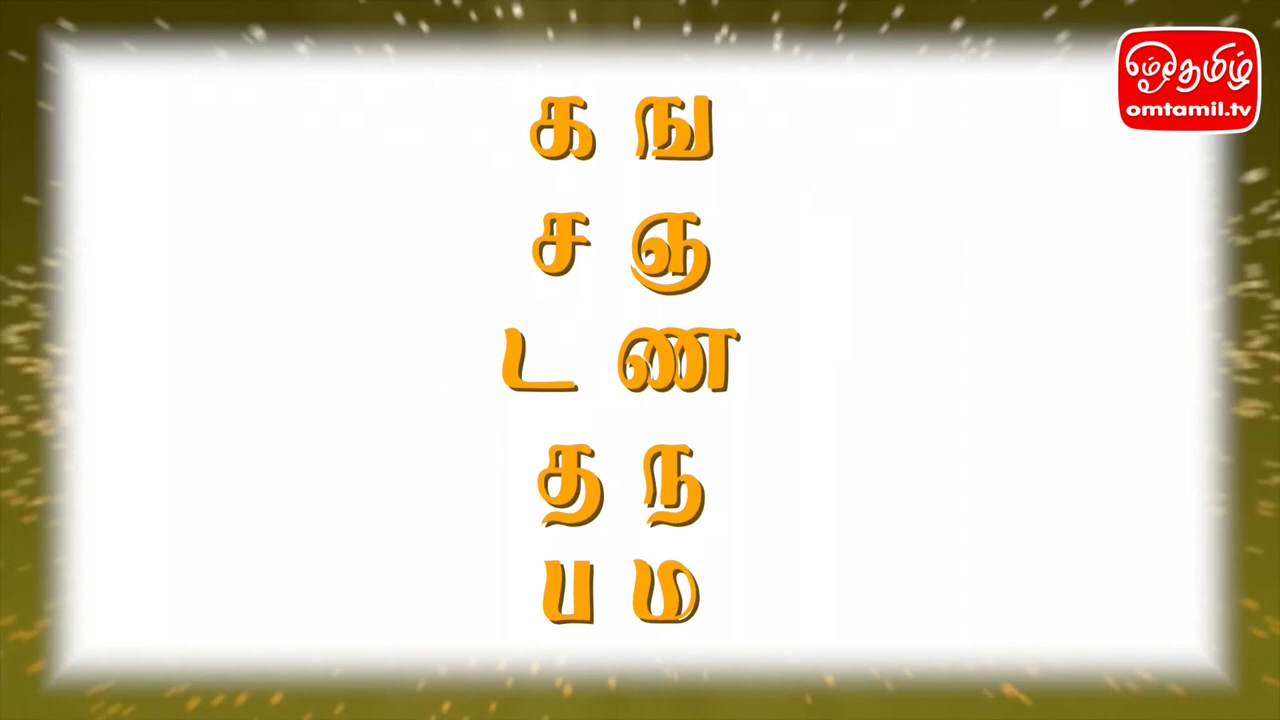 ஓம்தமிழ்
omtamil.tv
க ங
ச ஞ
ட ண
த ந
ப ம